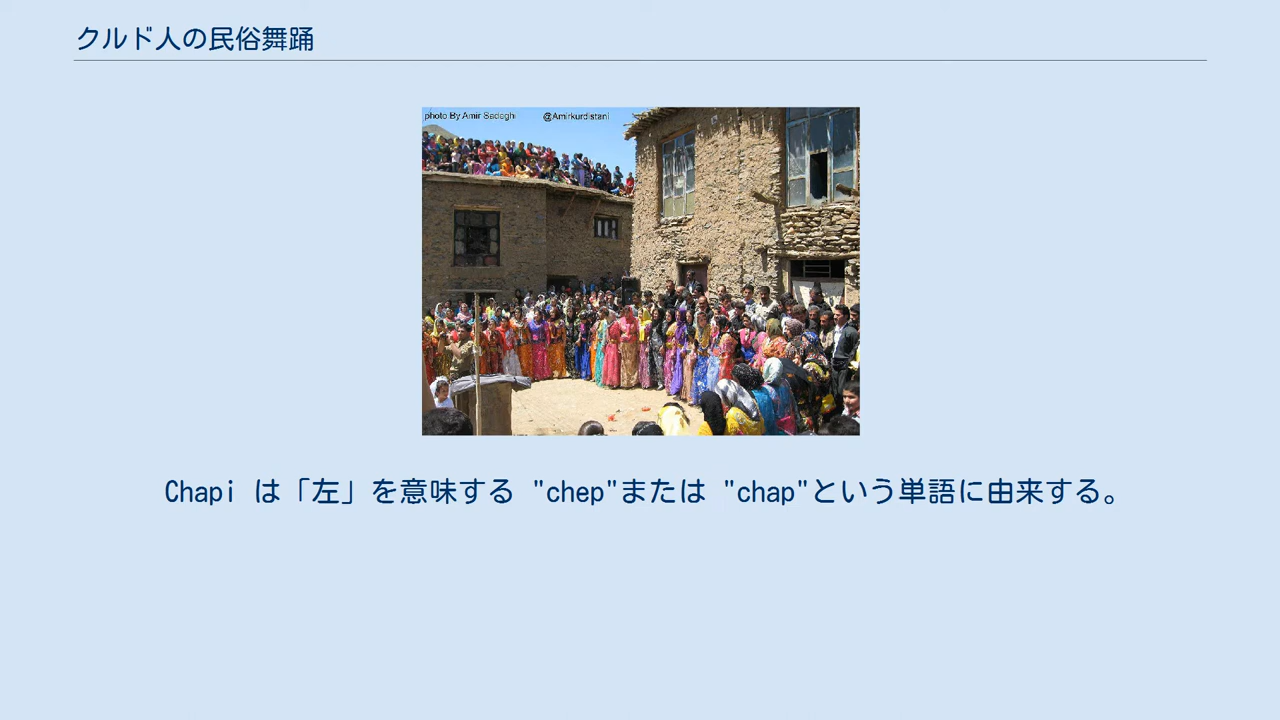 クルド人の民俗舞踊
photo By Amir Sadeghi @Amirkurdistani
Chapi は「左」を意味する "chep"または "chap"という単語に由来する。